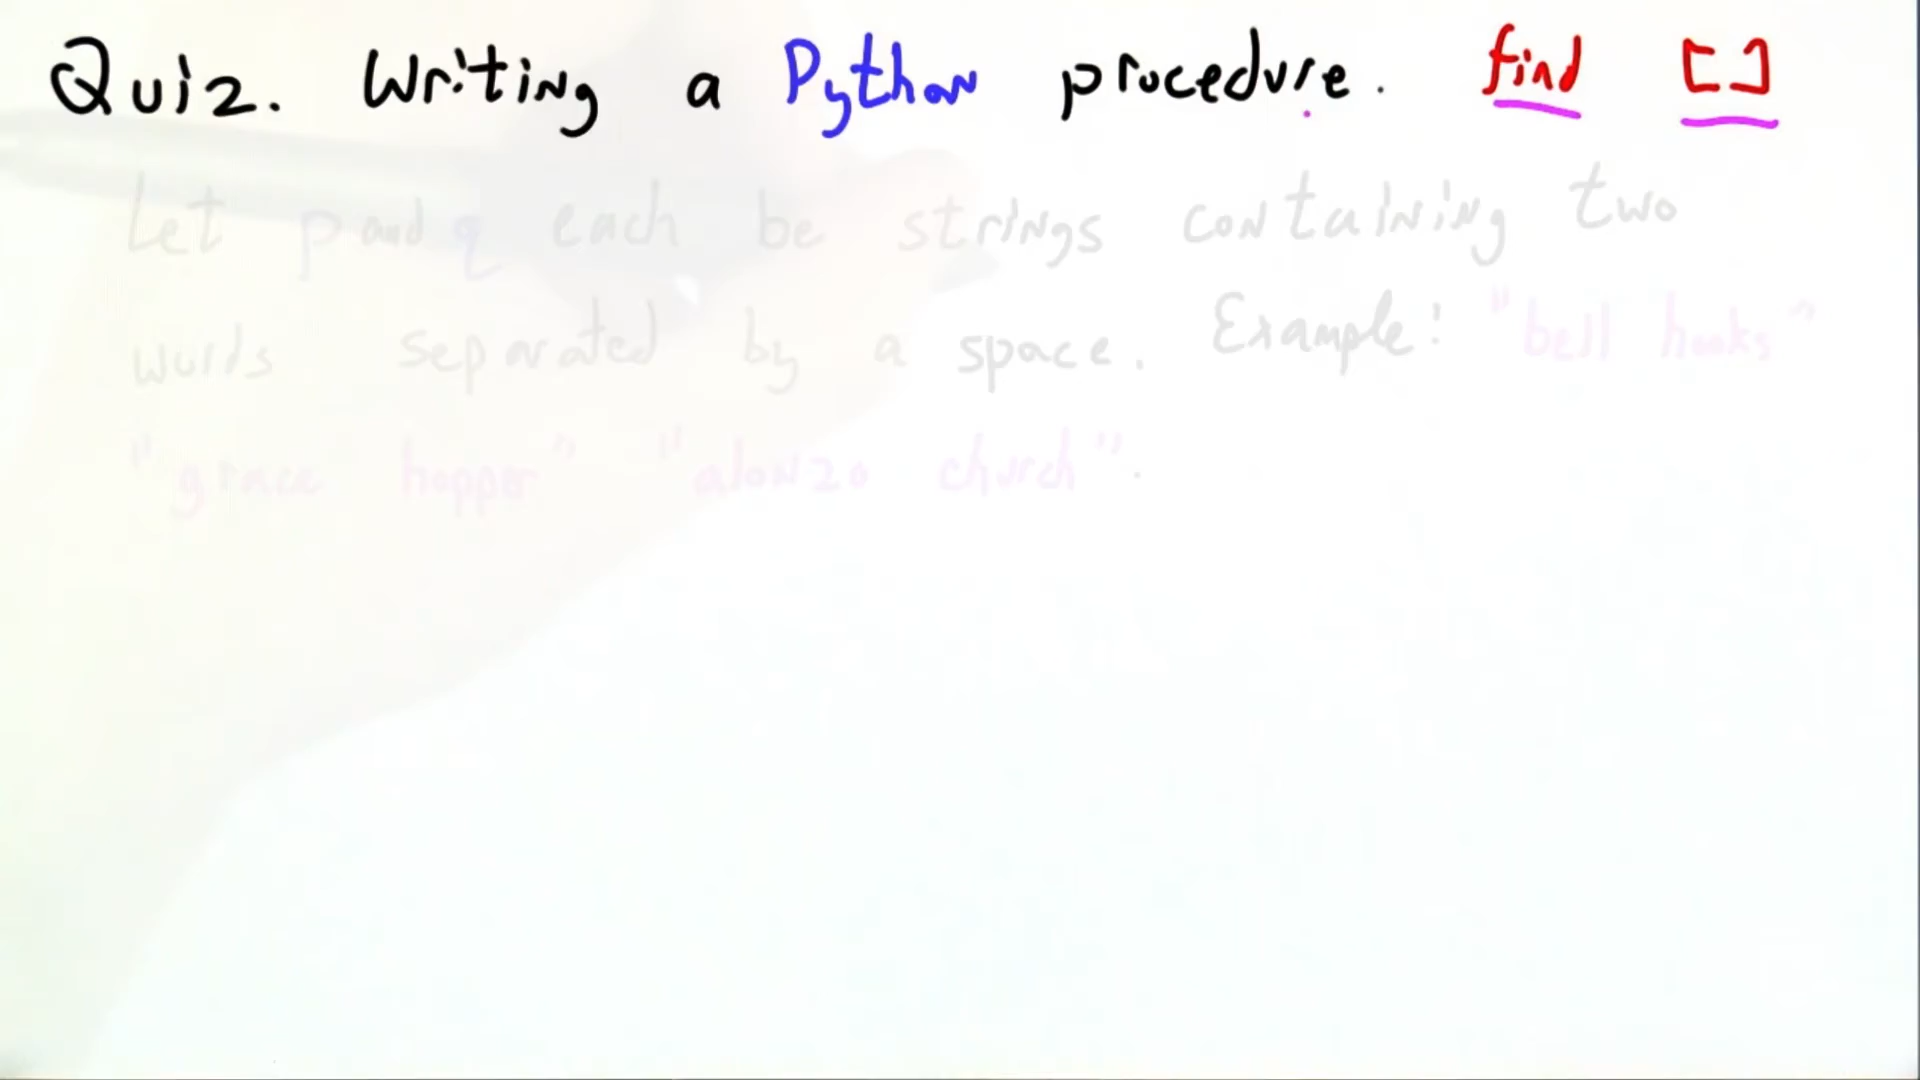 Quiz. Writing a Python procedure. find []
Let p and q each be strings containing two
words separated by a space. Example: "bell hooks"
"grace hopper" "alonzo church".